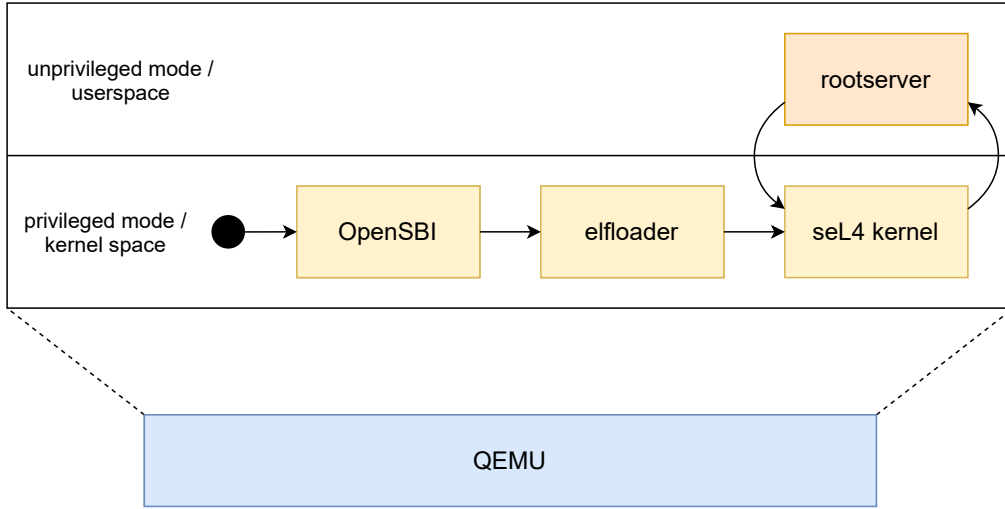 unprivileged mode /
userspace
rootserver
privileged mode /
kernel space
OpenSBI
elfloader
seL4 kernel
QEMU